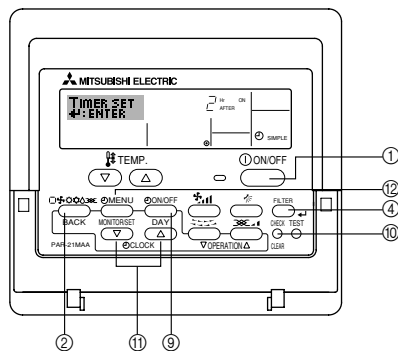 MITSUBISHI ELECTRIC
TIMER SET
↵:ENTER
2 Hr ON
AFTER
SIMPLE
TEMP.
ON/OFF
①
MENU
ON/OFF
⑫
FILTER
④
BACK
MONITOR/SET
DAY
CHECK TEST
⑩
PAR-21MAA
CLOCK
▽OPERATION△
CLEAR
② ⑪ ⑨